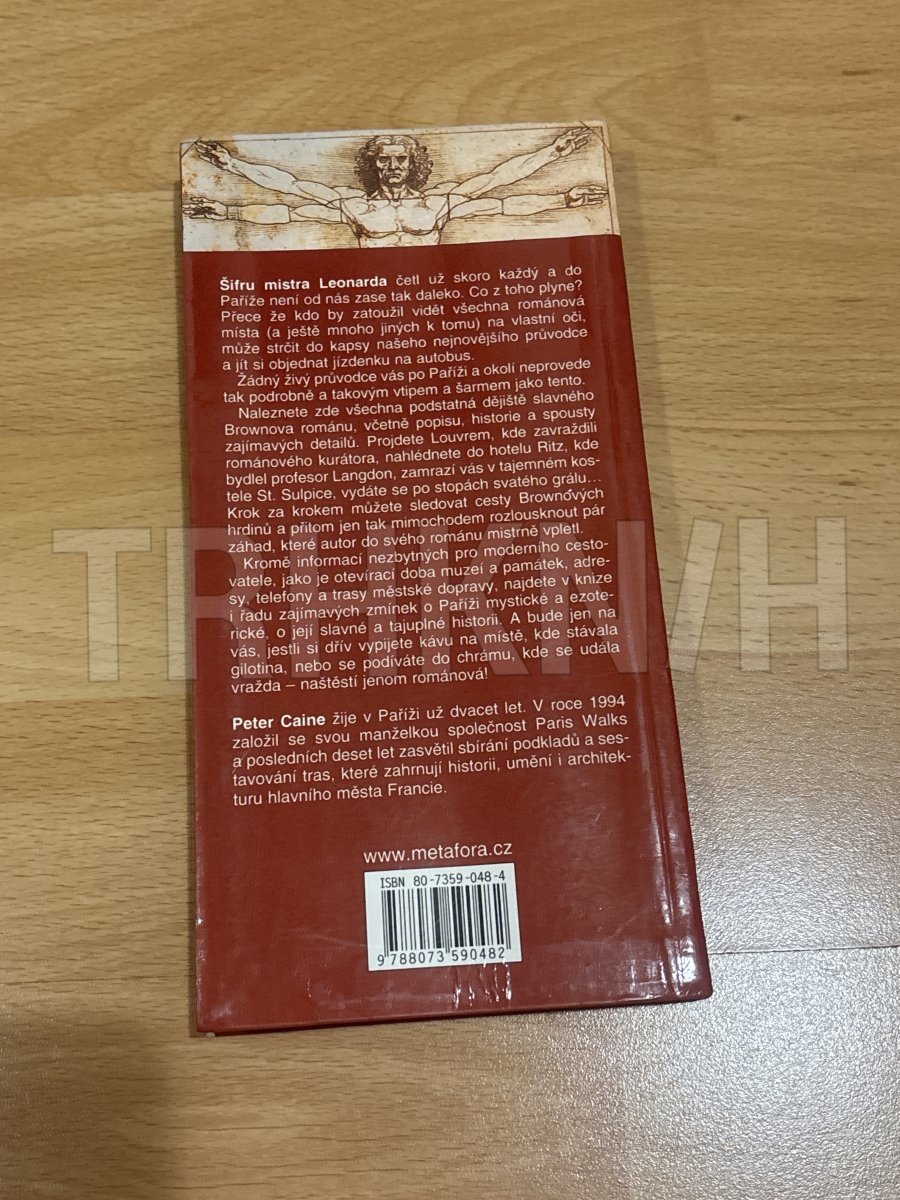 Šifru mistra Leonarda četl už skoro každý a do
Paříže není od nás zase tak daleko. Co z toho plyne?
Přece že kdo by zatoužil vidět všechna románová
místa (a ještě mnoho jiných k tomu) na vlastní oči,
může strčit do kapsy našeho nejnovějšího průvodce
a jít si objednat jízdenku na autobus.
Žádný živý průvodce vás po Paříži a okolí neprovede
tak podrobně a takovým vtipem a šarmem jako tento.
Naleznete zde všechna podstatná dějiště slavného
Brownova románu, včetně popisu, historie a spousty
zajímavých detailů. Projdete Louvrem, kde zavraždili
románového kurátora, nahlédnete do hotelu Ritz, kde
bydlel profesor Langdon, zamrazí vás v tajemném kos-
tele St. Sulpice, vydáte se po stopách svatého grálu...
Krok za krokem můžete sledovat cesty Brownových
hrdinů a přitom jen tak mimochodem rozlousknout pár
záhad, které autor do svého románu mistrně vpletl.
Kromě informací nezbytných pro moderního cesto-
vatele, jako je otevírací doba muzeí a památek, adre-
sy, telefony a trasy městské dopravy, najdete v knize
i řadu zajímavých zmínek o Paříži mystické a ezote-
rické, o její slavné a tajuplné historii. A bude jen na
vás, jestli si dřív vypijete kávu na místě, kde stávala
gilotina, nebo se podíváte do chrámu, kde se udála
vražda – naštěstí jenom románová!
Peter Caine žije v Paříži už dvacet let. V roce 1994
založil se svou manželkou společnost Paris Walks
a posledních deset let zasvětil sbírání podkladů a ses-
tavování tras, které zahrnují historii, umění i architek-
turu hlavního města Francie.
www.metafora.cz
ISBN 80-7359-048-4
9 788073 590482